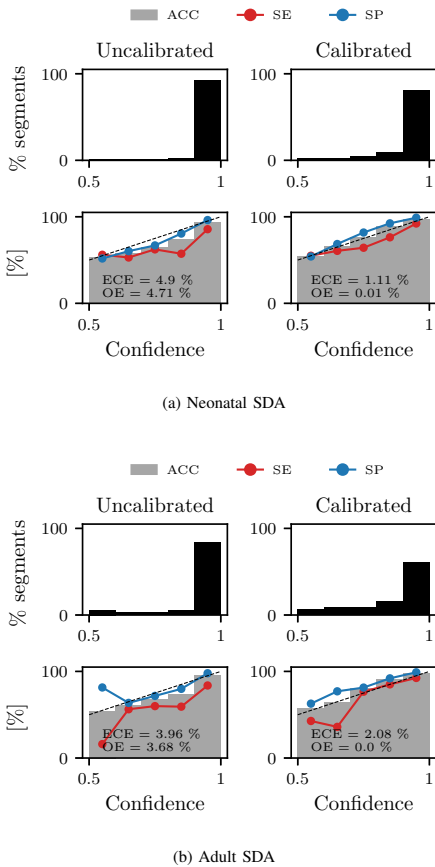 ACC SE SP
Uncalibrated Calibrated
% segments
100
0
0.5 1
0.5 1
[%]
100
0
ECE = 4.9 %
OE = 4.71 %
0.5 1
Confidence
100
0
ECE = 1.11 %
OE = 0.01 %
0.5 1
Confidence
(a) Neonatal SDA
ACC SE SP
Uncalibrated Calibrated
% segments
100
0
0.5 1
100
0
0.5 1
[%]
100
0
ECE = 3.96 %
OE = 3.68 %
0.5 1
Confidence
100
0
ECE = 2.08 %
OE = 0.0 %
0.5 1
Confidence
(b) Adult SDA